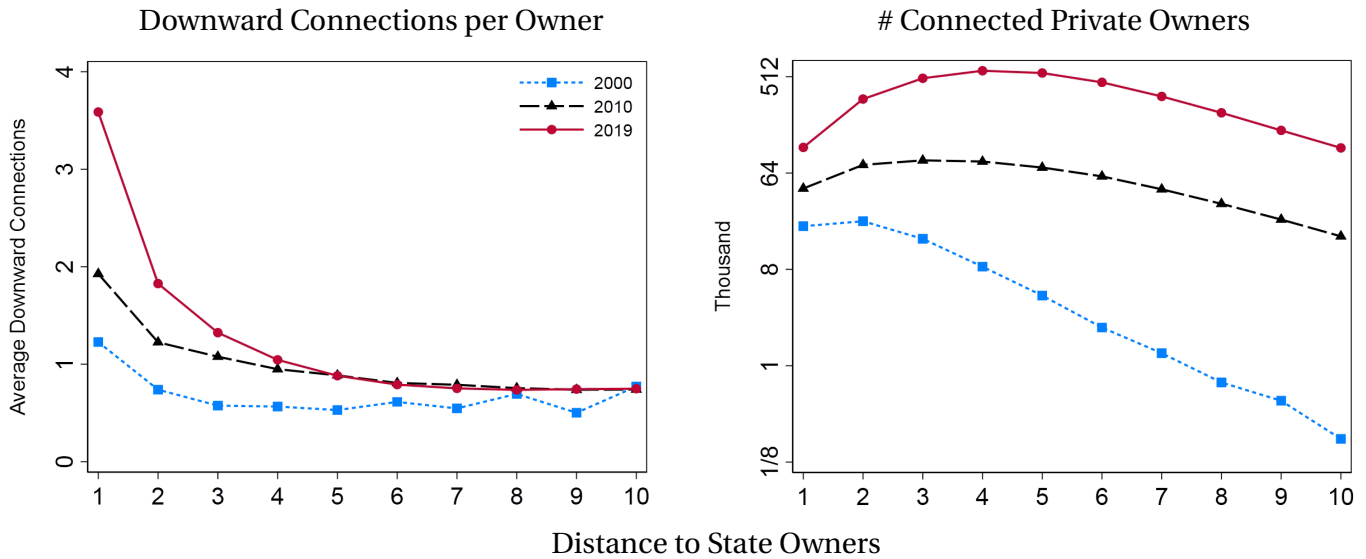 Downward Connections per Owner
# Connected Private Owners
Average Downward Connections
4
3
2
1
0
2000
2010
2019
1 2 3 4 5 6 7 8 9 10
Thousand
512
64
8
1
1/8
1 2 3 4 5 6 7 8 9 10
Distance to State Owners